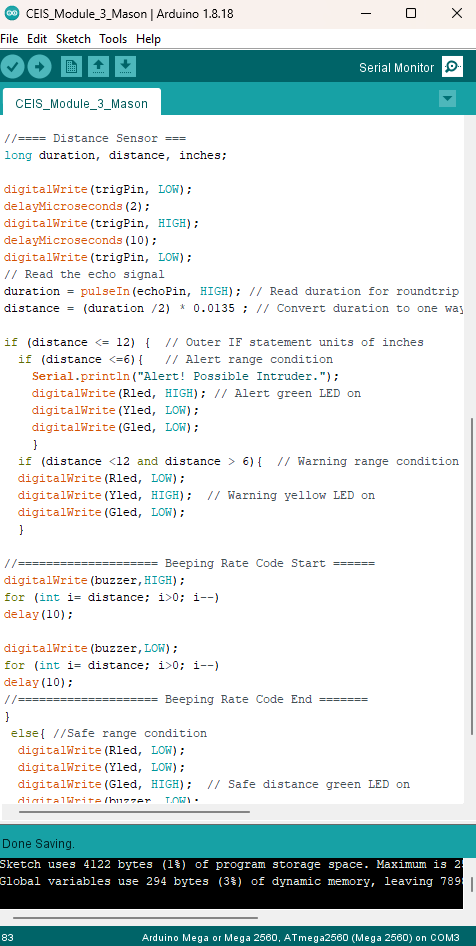 CEIS_Module_3_Mason | Arduino 1.8.18
File Edit Sketch Tools Help
Serial Monitor
CEIS_Module_3_Mason
//==== Distance Sensor ===
long duration, distance, inches;
digitalWrite(trigPin, LOW);
delayMicroseconds(2);
digitalWrite(trigPin, HIGH);
delayMicroseconds(10);
digitalWrite(trigPin, LOW);
// Read the echo signal
duration = pulseIn(echoPin, HIGH); // Read duration for roundtrip
distance = (duration /2) * 0.0135 ; // Convert duration to one way
if (distance <= 12) {  // Outer IF statement units of inches
if (distance <=6){   // Alert range condition
Serial.println("Alert! Possible Intruder.");
digitalWrite(Rled, HIGH); // Alert green LED on
digitalWrite(Yled, LOW);
digitalWrite(Gled, LOW);
}
if (distance <12 and distance > 6){  // Warning range condition
digitalWrite(Rled, LOW);
digitalWrite(Yled, HIGH);  // Warning yellow LED on
digitalWrite(Gled, LOW);
}
//==================== Beeping Rate Code Start ======
digitalWrite(buzzer,HIGH);
for (int i= distance; i>0; i--)
delay(10);
digitalWrite(buzzer,LOW);
for (int i= distance; i>0; i--)
delay(10);
//==================== Beeping Rate Code End =======
}
else{ //Safe range condition
digitalWrite(Rled, LOW);
digitalWrite(Yled, LOW);
digitalWrite(Gled, HIGH);  // Safe distance green LED on
digitalWrite(buzzer, LOW);
Done Saving.
Sketch uses 4122 bytes (1%) of program storage space. Maximum is
Global variables use 294 bytes (3%) of dynamic memory, leaving 789
83
Arduino Mega or Mega 2560, ATmega2560 (Mega 2560) on COM3